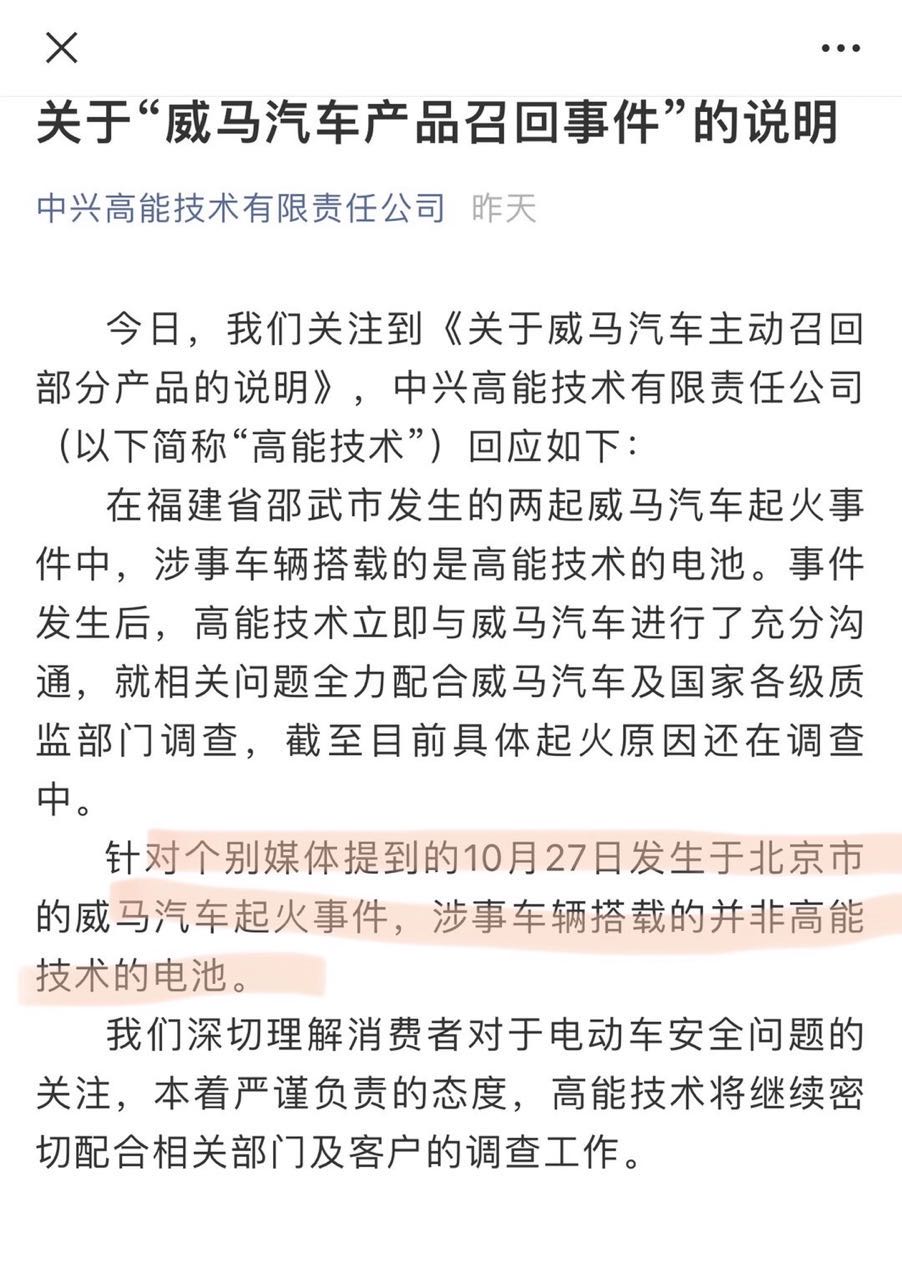 关于“威马汽车产品召回事件”的说明
中兴高能技术有限责任公司 昨天
今日，我们关注到《关于威马汽车主动召回
部分产品的说明》，中兴高能技术有限责任公司
（以下简称“高能技术”）回应如下：
在福建省邵武市发生的两起威马汽车起火事
件中，涉事车辆搭载的是高能技术的电池。事件
发生后，高能技术立即与威马汽车进行了充分沟
通，就相关问题全力配合威马汽车及国家各级质
监部门调查，截至目前具体起火原因还在调查
中。
针对个别媒体提到的10月27日发生于北京市
的威马汽车起火事件，涉事车辆搭载的并非高能
技术的电池。
我们深切理解消费者对于电动车安全问题的
关注，本着严谨负责的态度，高能技术将继续密
切配合相关部门及客户的调查工作。